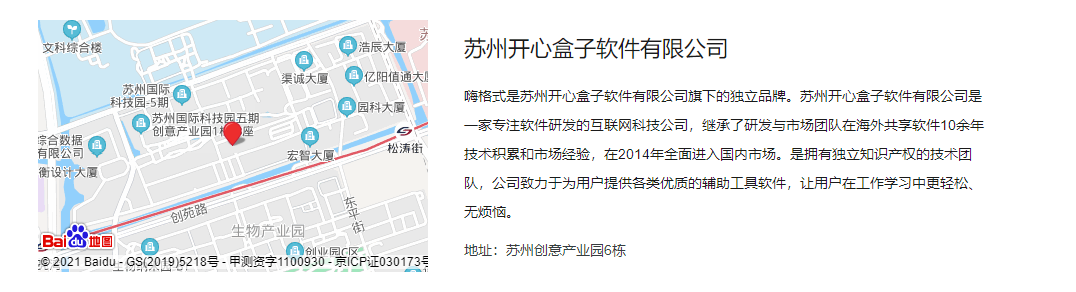 文科综合楼
浩辰大厦
渠诚大厦
亿阳值通大
苏州国际
科技园-5期
园科大厦
苏州国际科技园五期
创意产业园1
座
综合数据
有限公司
宏智大厦
松涛街
衡设计大厦
创苑路
东平街
生物产业园
创业园C区
Bai du 地图
© 2021 Baidu - GS(2019)5218号 - 甲测资字1100930 - 京ICP证030173号
苏州开心盒子软件有限公司
嗨格式是苏州开心盒子软件有限公司旗下的独立品牌。苏州开心盒子软件有限公司是
一家专注软件研发的互联网科技公司，继承了研发与市场团队在海外共享软件10余年
技术积累和市场经验，在2014年全面进入国内市场。是拥有独立知识产权的技术团
队，公司致力于为用户提供各类优质的辅助工具软件，让用户在工作学习中更轻松、
无烦恼。
地址：苏州创意产业园6栋